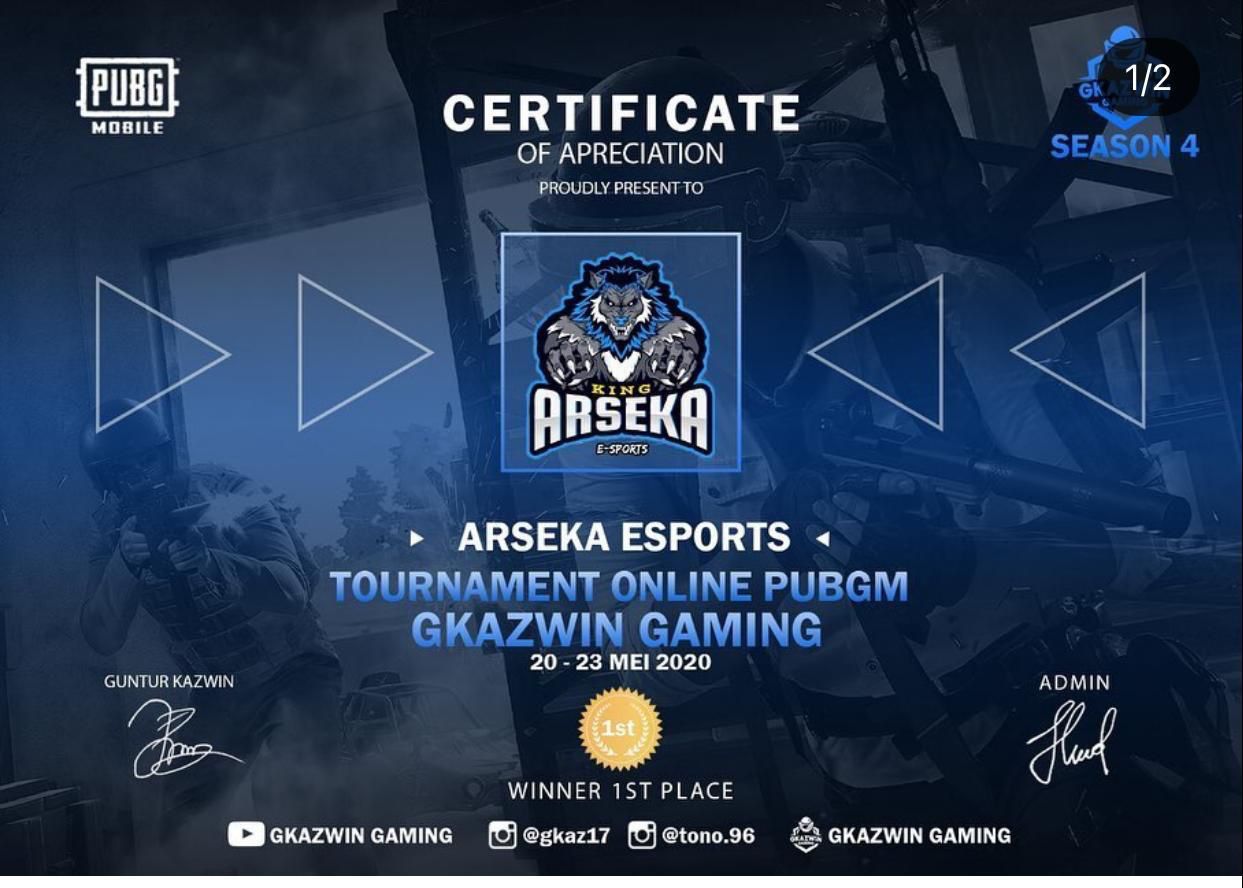 PUBG
MOBILE
1/2
SEASON 4
CERTIFICATE
OF APRECIATION
PROUDLY PRESENT TO
KING
ARSEKA
E-SPORTS
ARSEKA ESPORTS
TOURNAMENT ONLINE PUBGM
GKAZWIN GAMING
20 - 23 MEI 2020
GUNTUR KAZWIN
ADMIN
1st
WINNER 1ST PLACE
GKAZWIN GAMING @gkaz17 @tono.96 GKAZWIN GAMING